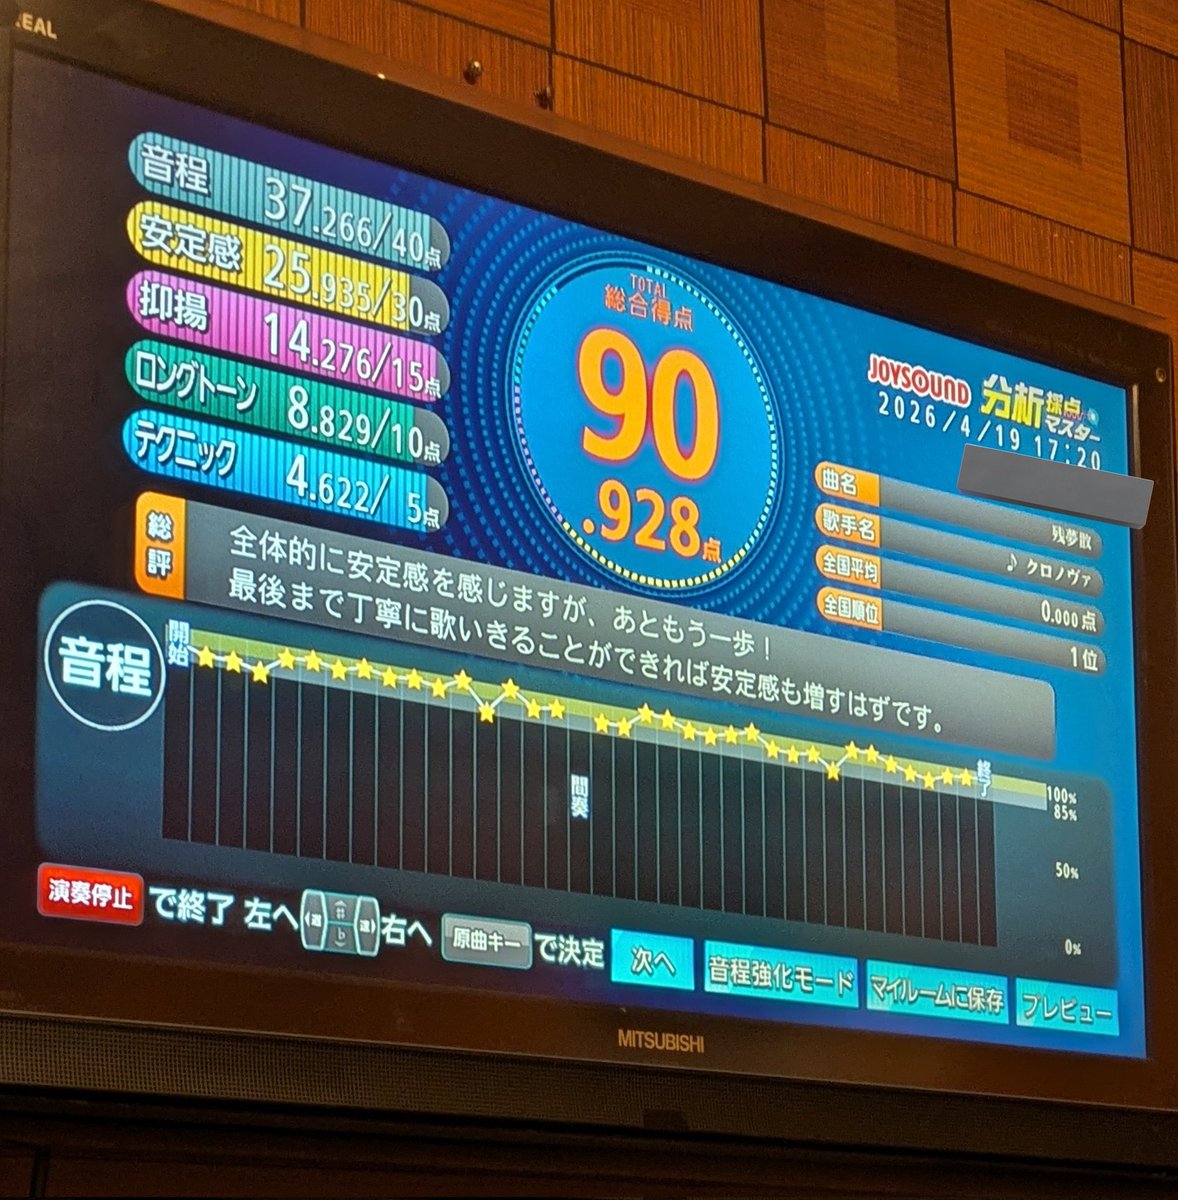 .EAL
音程 37.266/40点
安定感 25.935/30点
抑揚 14.276/15点
ロングトーン 8.829/10点
テクニック 4.622/ 5点
TOTAL
総合得点
90
.928点
JOYSOUND 分析採点マスター
2026/4/19 17:20
曲名 残夢散
歌手名 ♪ クロノヴァ
全国平均 0.000点
全国順位 1位
総評
全体的に安定感を感じますが、あともう一歩！
最後まで丁寧に歌いきることができれば安定感も増すはずです。
音程
開始
間奏
終了
100%
85%
50%
0%
演奏停止 で終了 左へ 遅 ♯ ♭ 速 右へ 原曲キー で決定 次へ 音程強化モード マイルームに保存 プレビュー
MITSUBISHI